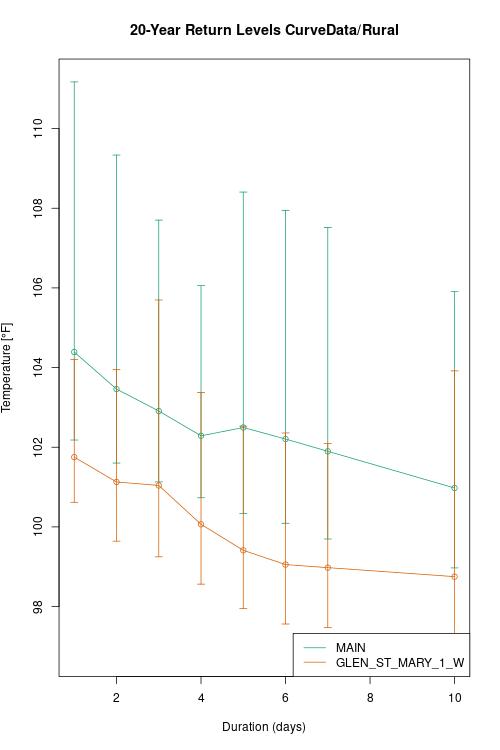 20-Year Return Levels CurveData/Rural
Temperature [°F]
110
108
106
104
102
100
98
2
4
6
8
10
Duration (days)
MAIN
GLEN_ST_MARY_1_W